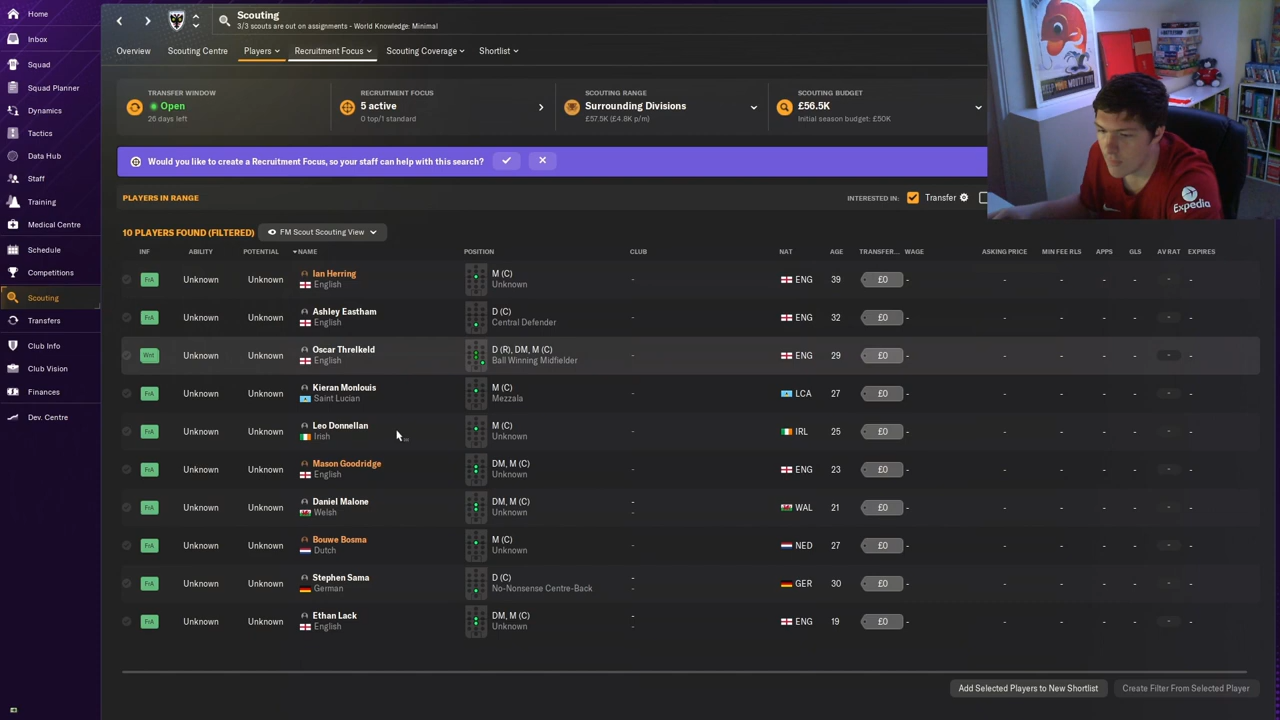 Home
Inbox
Squad
Squad Planner
Dynamics
Tactics
Data Hub
Staff
Training
Medical Centre
Schedule
Competitions
Scouting
Transfers
Club Info
Club Vision
Finances
Dev. Centre
Scouting
3/3 scouts are out on assignments - World Knowledge: Minimal
Overview Scouting Centre Players Recruitment Focus Scouting Coverage Shortlist
TRANSFER WINDOW
Open
26 days left
RECRUITMENT FOCUS
5 active
0 top/1 standard
SCOUTING RANGE
Surrounding Divisions
£57.5K (£4.8K p/m)
SCOUTING BUDGET
£56.5K
Initial season budget: £50K
Would you like to create a Recruitment Focus, so your staff can help with this search?
PLAYERS IN RANGE
INTERESTED IN: Transfer
10 PLAYERS FOUND (FILTERED) FM Scout Scouting View
INF ABILITY POTENTIAL NAME POSITION CLUB NAT AGE TRANSFER... WAGE ASKING PRICE MIN FEE RLS APPS GLS AV RAT EXPIRES
FrA Unknown Unknown Ian Herring M (C) - ENG 39 £0 - - - - - - -
English Unknown
FrA Unknown Unknown Ashley Eastham D (C) - ENG 32 £0 - - - - - - -
English Central Defender
Wnt Unknown Unknown Oscar Threlkeld D (R), DM, M (C) - ENG 29 £0 - - - - - - -
English Ball Winning Midfielder
FrA Unknown Unknown Kieran Monlouis M (C) - LCA 27 £0 - - - - - - -
Saint Lucian Mezzala
FrA Unknown Unknown Leo Donnellan M (C) - IRL 25 £0 - - - - - - -
Irish Unknown
FrA Unknown Unknown Mason Goodridge DM, M (C) - ENG 23 £0 - - - - - - -
English Unknown
FrA Unknown Unknown Daniel Malone DM, M (C) - WAL 21 £0 - - - - - - -
Welsh Unknown -
FrA Unknown Unknown Bouwe Bosma M (C) - NED 27 £0 - - - - - - -
Dutch Unknown
FrA Unknown Unknown Stephen Sama D (C) - GER 30 £0 - - - - - - -
German No-Nonsense Centre-Back -
FrA Unknown Unknown Ethan Lack DM, M (C) - ENG 19 £0 - - - - - - -
English Unknown -
Add Selected Players to New Shortlist Create Filter From Selected Player
HELP YOUR MOUTH
Expedia